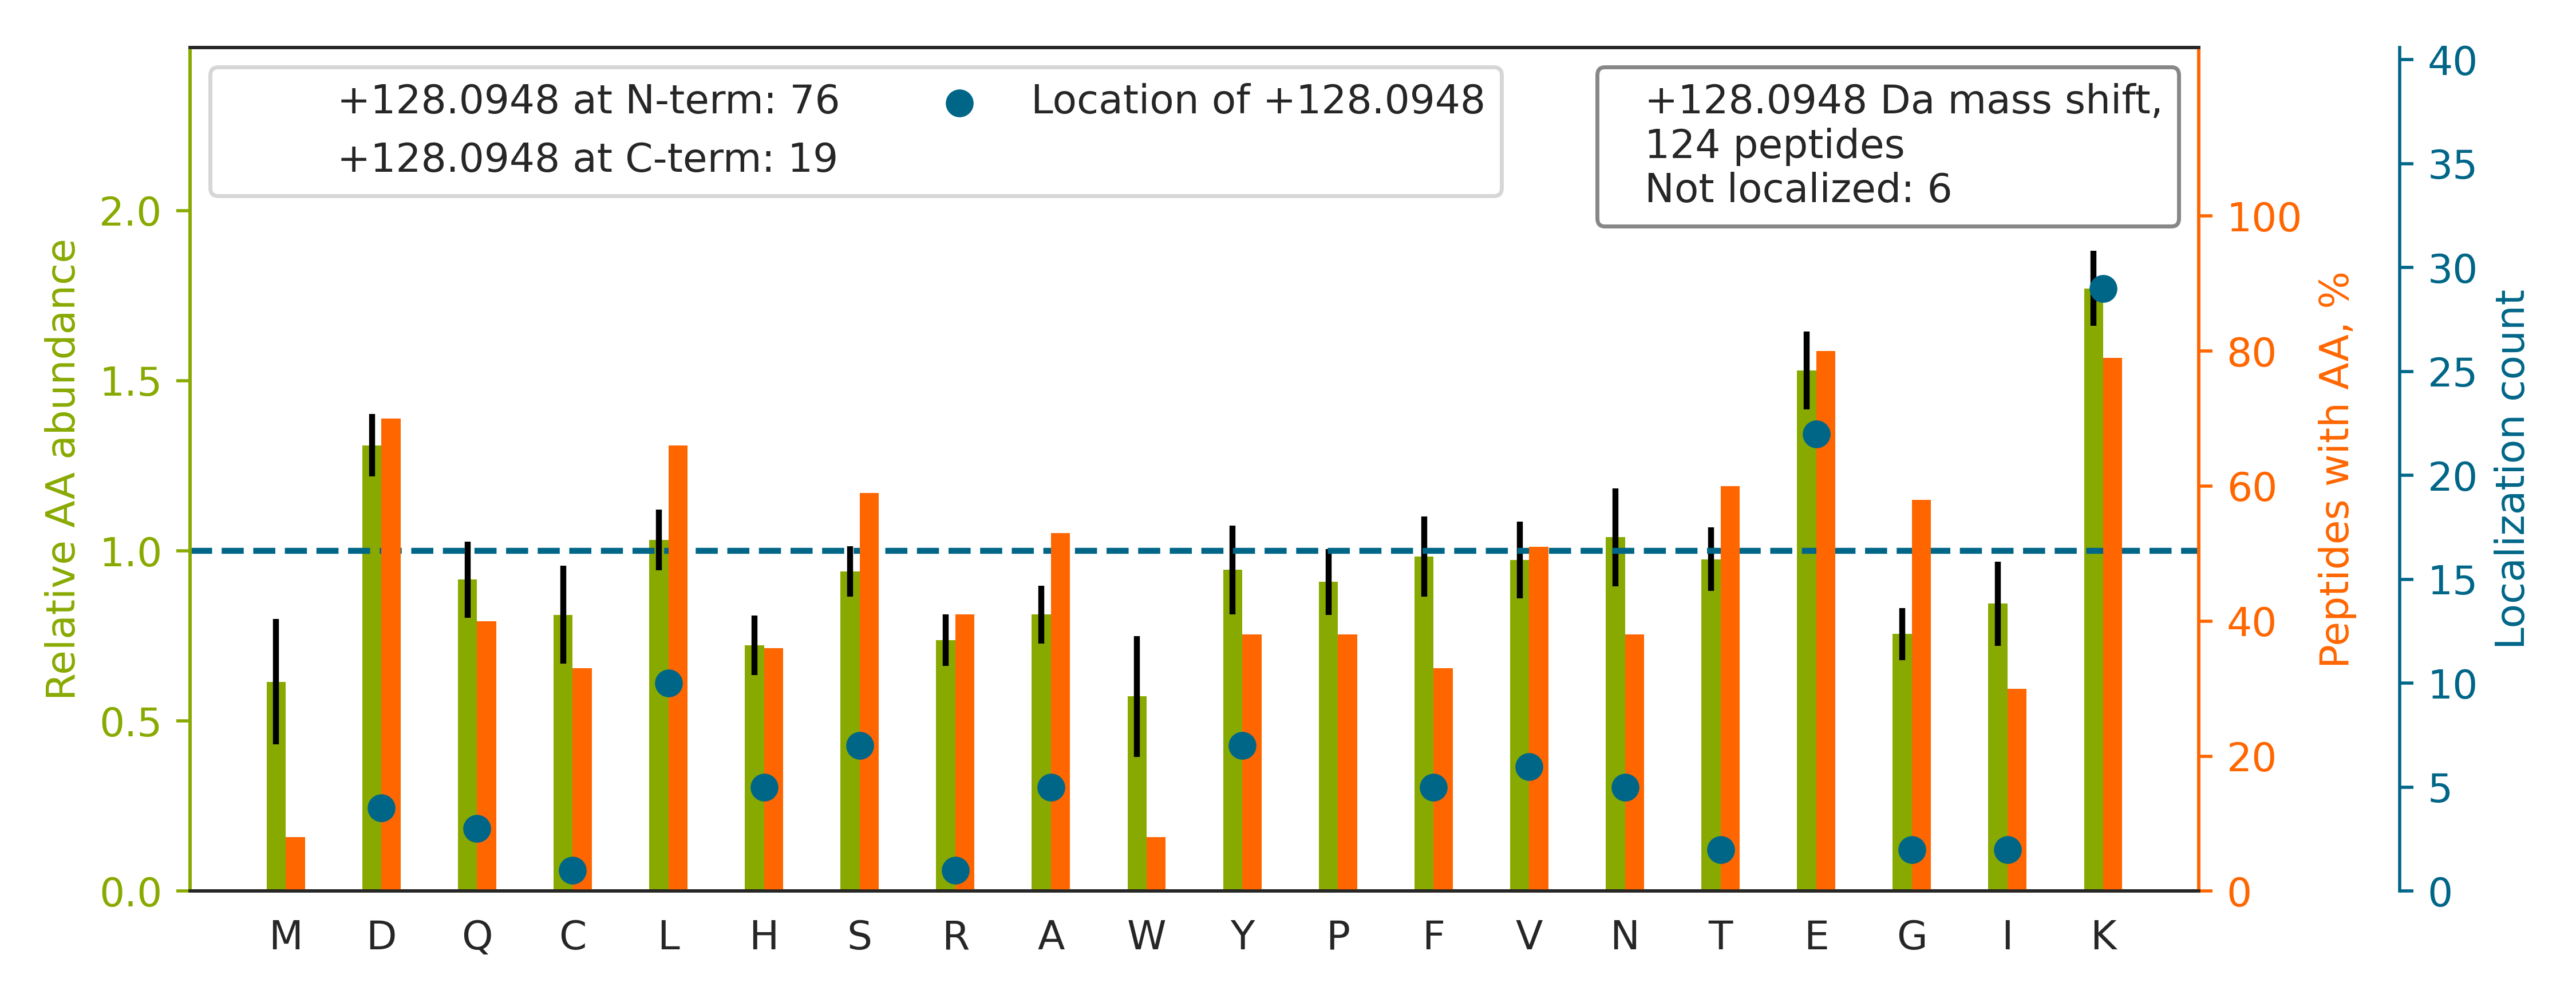 +128.0948 at N-term: 76
+128.0948 at C-term: 19
Location of +128.0948
+128.0948 Da mass shift,
124 peptides
Not localized: 6
Relative AA abundance
2.0
1.5
1.0
0.5
0.0
100
80
60
40
20
0
Peptides with AA, %
40
35
30
25
20
15
10
5
0
Localization count
M D Q C L H S R A W Y P F V N T E G I K